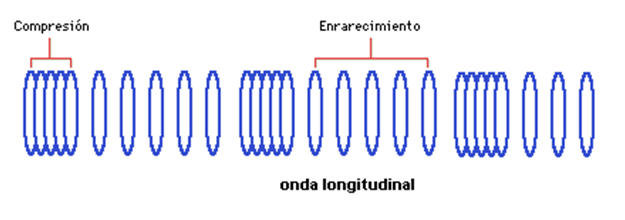 Compresión
Enrarecimiento
onda longitudinal